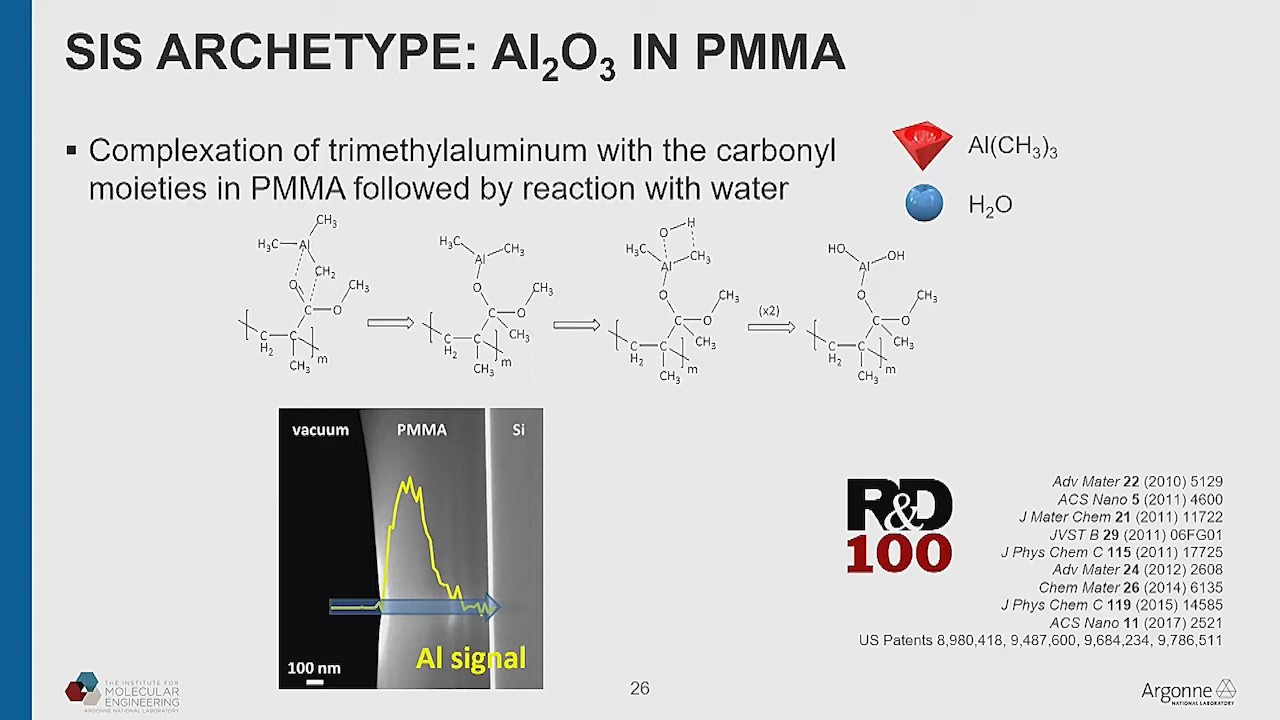 SIS ARCHETYPE: Al2O3 IN PMMA
▪ Complexation of trimethylaluminum with the carbonyl
moieties in PMMA followed by reaction with water
Al(CH3)3
H2O
CH3
H3C Al
CH2
O CH3
C O
C C
H2
CH3
m
H3C CH3
Al
O CH3
C O
CH3
C C
H2
CH3
m
O H
H3C CH3
Al
O CH3
C O
CH3
C C
H2
CH3
m
(x2)
HO OH
Al
O CH3
C O
CH3
C C
H2
CH3
m
vacuum PMMA Si
Al signal
100 nm
R&D
100
Adv Mater 22 (2010) 5129
ACS Nano 5 (2011) 4600
J Mater Chem 21 (2011) 11722
JVST B 29 (2011) 06FG01
J Phys Chem C 115 (2011) 17725
Adv Mater 24 (2012) 2608
Chem Mater 26 (2014) 6135
J Phys Chem C 119 (2015) 14585
ACS Nano 11 (2017) 2521
US Patents 8,980,418, 9,487,600, 9,684,234, 9,786,511
THE INSTITUTE FOR
MOLECULAR
ENGINEERING
ARGONNE NATIONAL LABORATORY
26
Argonne
NATIONAL LABORATORY